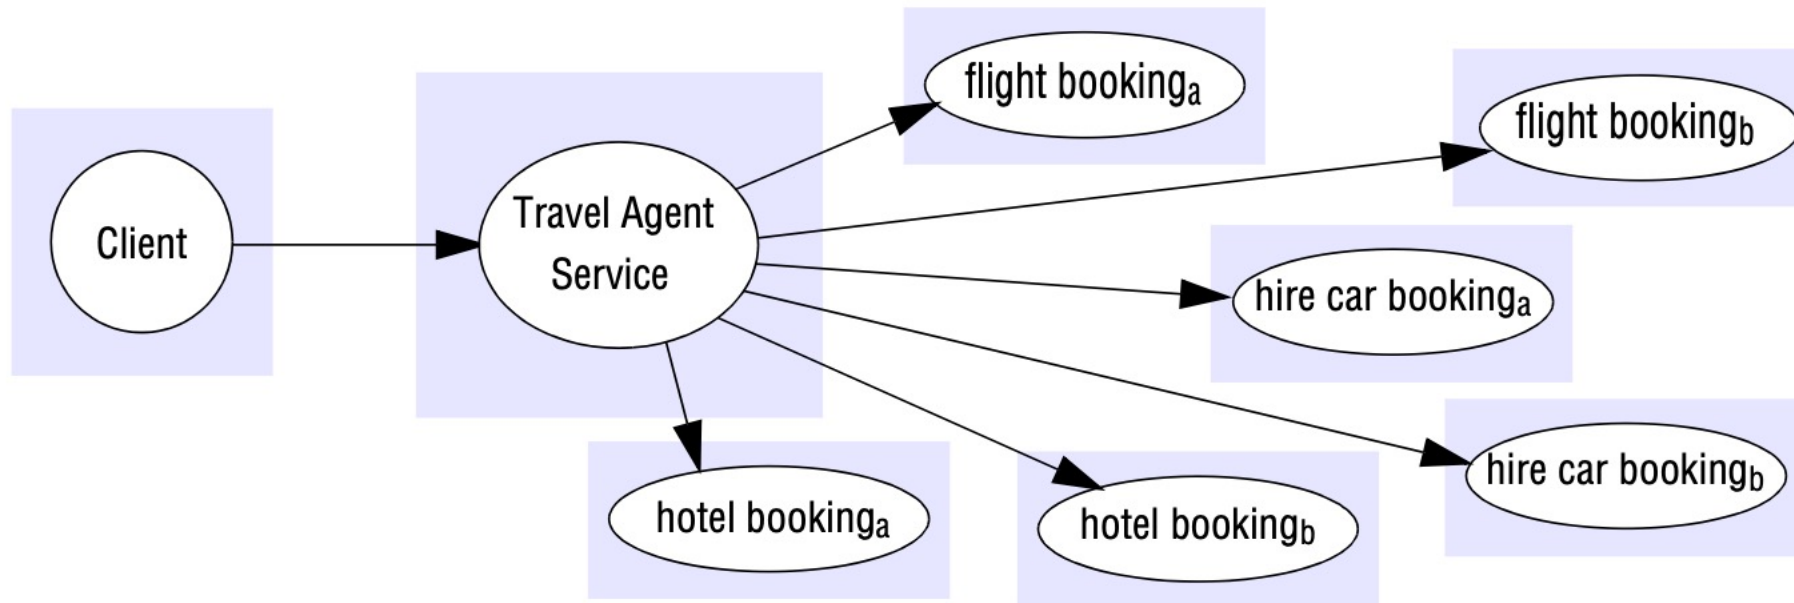 Client
Travel Agent
Service
flight bookinga
flight bookingb
hire car bookinga
hire car bookingb
hotel bookinga
hotel bookingb